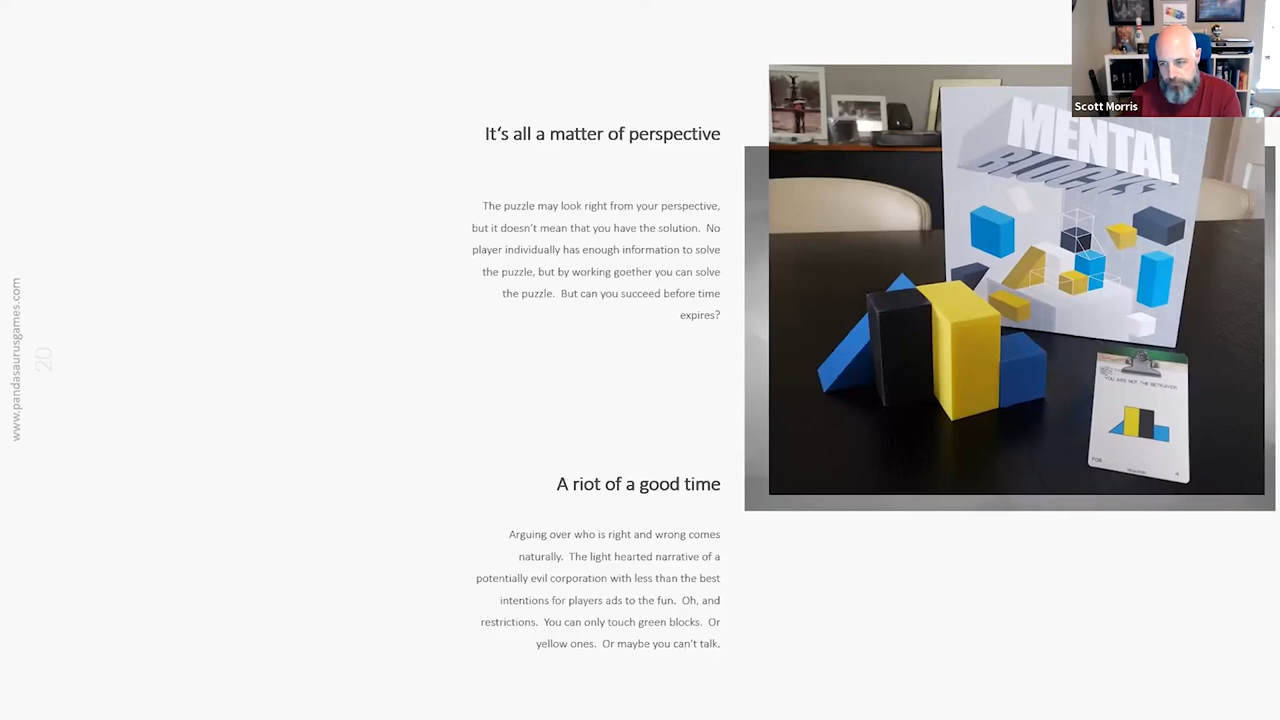 It's all a matter of perspective
The puzzle may look right from your perspective,
but it doesn't mean that you have the solution. No
player individually has enough information to solve
the puzzle, but by working goether you can solve
the puzzle. But can you succeed before time
expires?
A riot of a good time
Arguing over who is right and wrong comes
naturally. The light hearted narrative of a
potentially evil corporation with less than the best
intentions for players ads to the fun. Oh, and
restrictions. You can only touch green blocks. Or
yellow ones. Or maybe you can't talk.
www.pandasaurusgames.com
20
Scott Morris
MENTAL
BLOCKS
YOU ARE NOT THE BETRAYER